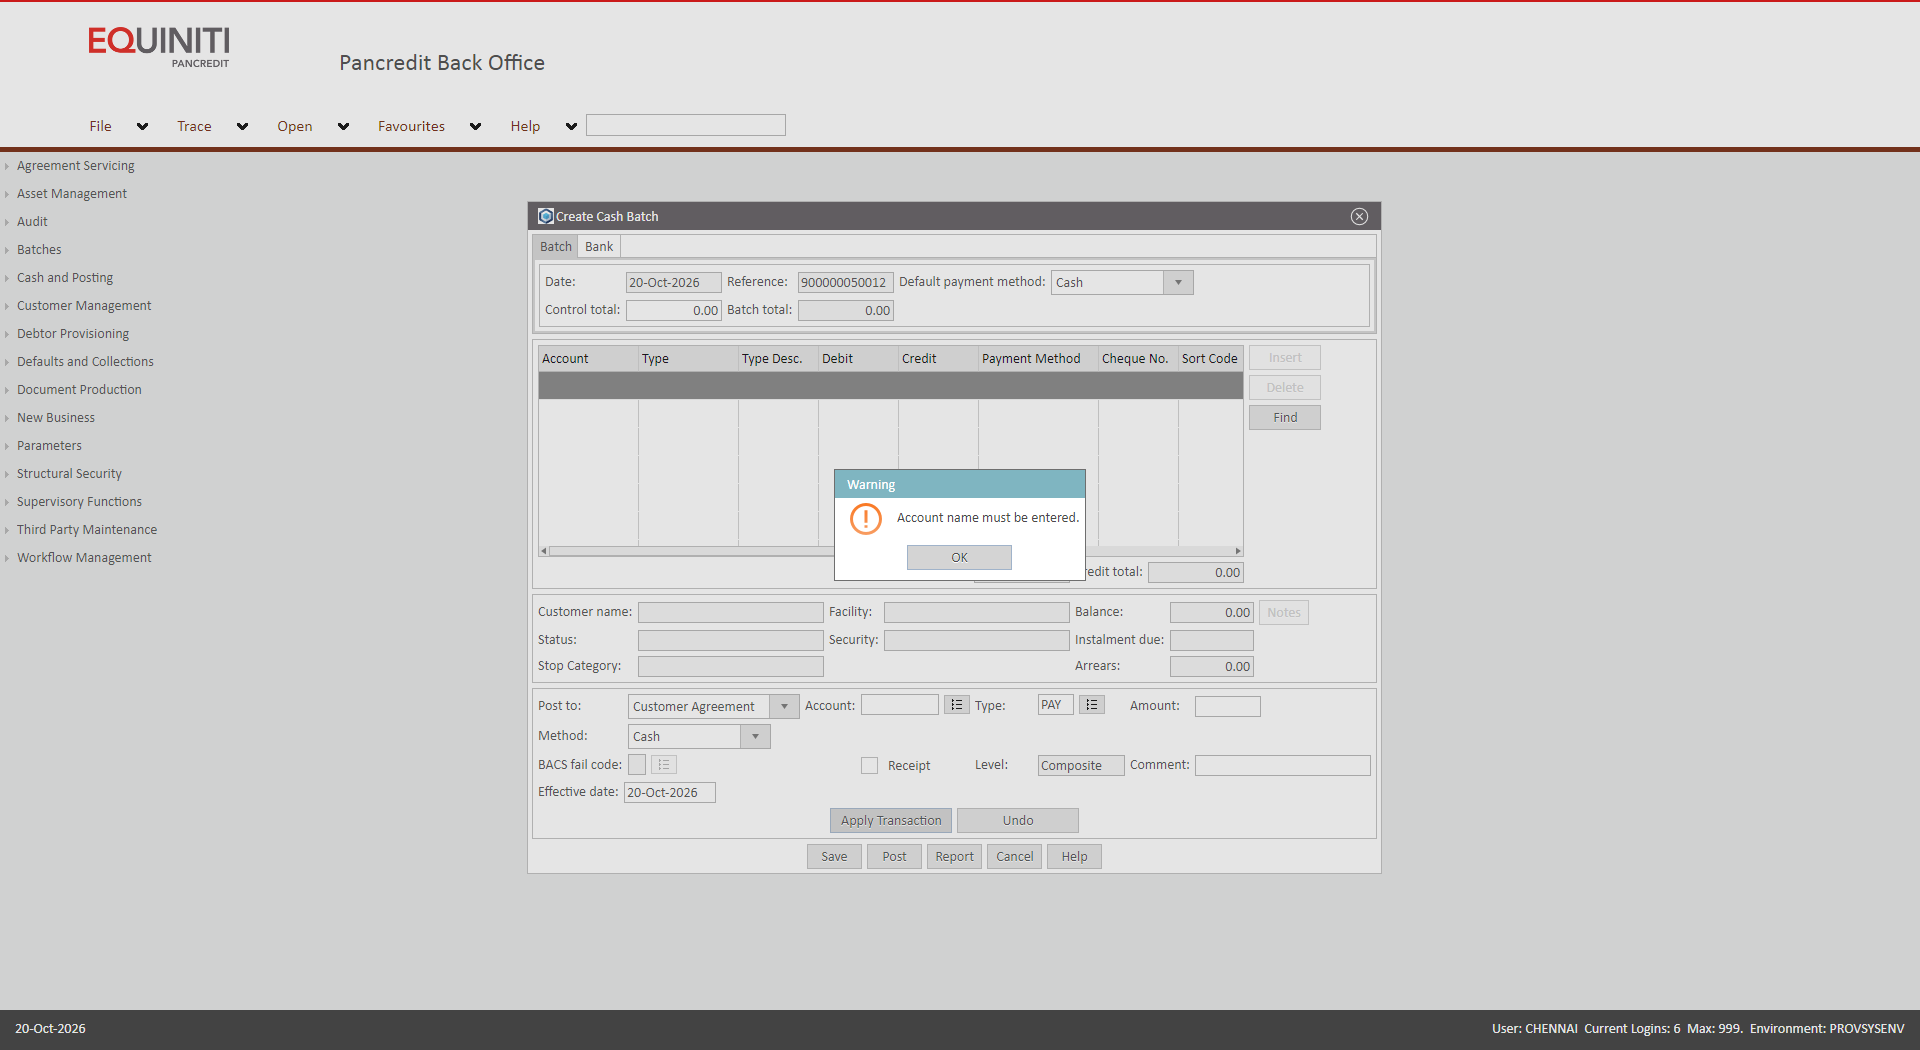 EQUINITI
PANCREDIT
Pancredit Back Office
File Trace Open Favourites Help
Agreement Servicing
Asset Management
Audit
Batches
Cash and Posting
Customer Management
Debtor Provisioning
Defaults and Collections
Document Production
New Business
Parameters
Structural Security
Supervisory Functions
Third Party Maintenance
Workflow Management
Create Cash Batch
Batch Bank
Date: 20-Oct-2026 Reference: 900000050012 Default payment method: Cash
Control total: 0.00 Batch total: 0.00
Account Type Type Desc. Debit Credit Payment Method Cheque No. Sort Code
Insert
Delete
Find
Warning
Account name must be entered.
OK
redit total: 0.00
Customer name: Facility: Balance: 0.00 Notes
Status: Security: Instalment due:
Stop Category: Arrears: 0.00
Post to: Customer Agreement Account: Type: PAY Amount:
Method: Cash
BACS fail code: Receipt Level: Composite Comment:
Effective date: 20-Oct-2026
Apply Transaction Undo
Save Post Report Cancel Help
20-Oct-2026 User: CHENNAI Current Logins: 6 Max: 999. Environment: PROVSYSENV